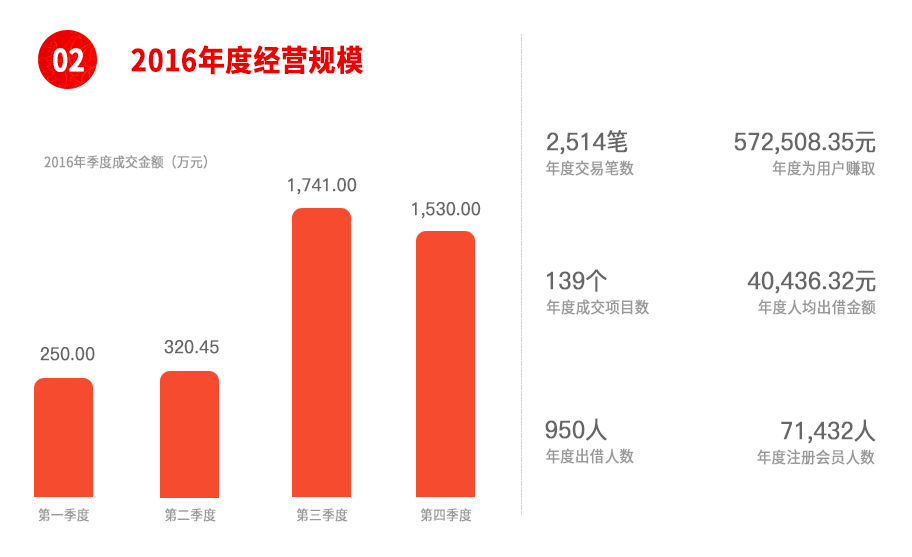 02
2016年度经营规模
2016年季度成交金额（万元）
250.00
320.45
1,741.00
1,530.00
第一季度
第二季度
第三季度
第四季度
2,514笔
年度交易笔数
572,508.35元
年度为用户赚取
139个
年度成交项目数
40,436.32元
年度人均出借金额
950人
年度出借人数
71,432人
年度注册会员人数